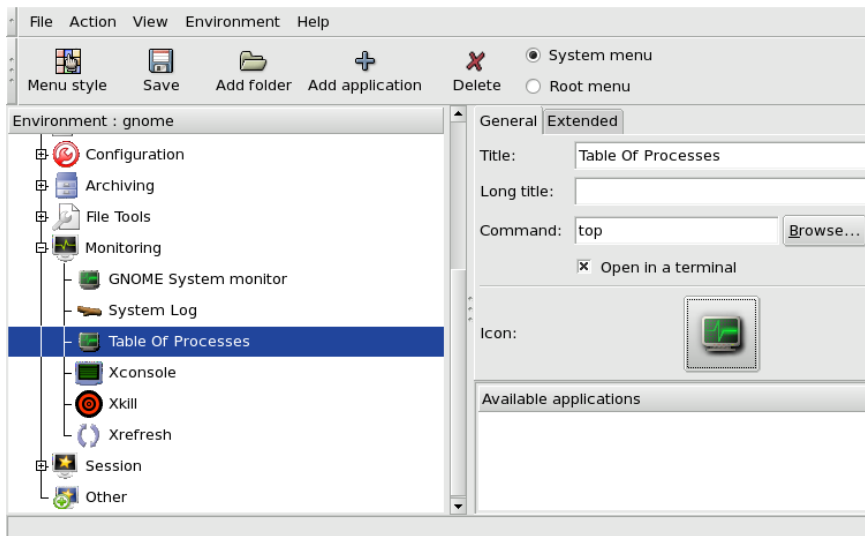 File Action View Environment Help
Menu style Save Add folder Add application Delete
System menu
Root menu
Environment : gnome
Configuration
Archiving
File Tools
Monitoring
GNOME System monitor
System Log
Table Of Processes
Xconsole
Xkill
Xrefresh
Session
Other
General Extended
Title: Table Of Processes
Long title:
Command: top Browse...
Open in a terminal
Icon:
Available applications